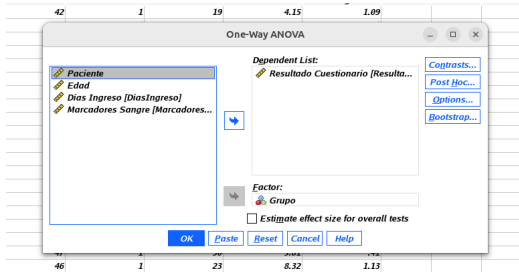 42 1 19 4.15 1.09
One-Way ANOVA
Dependent List:
Paciente
Edad
Dias Ingreso [DiasIngreso]
Marcadores Sangre [Marcadores...
Resultado Cuestionario [Resulta...
Contrasts...
Post Hoc...
Options...
Bootstrap...
Factor:
Grupo
Estimate effect size for overall tests
OK Paste Reset Cancel Help
46 1 23 8.32 1.13